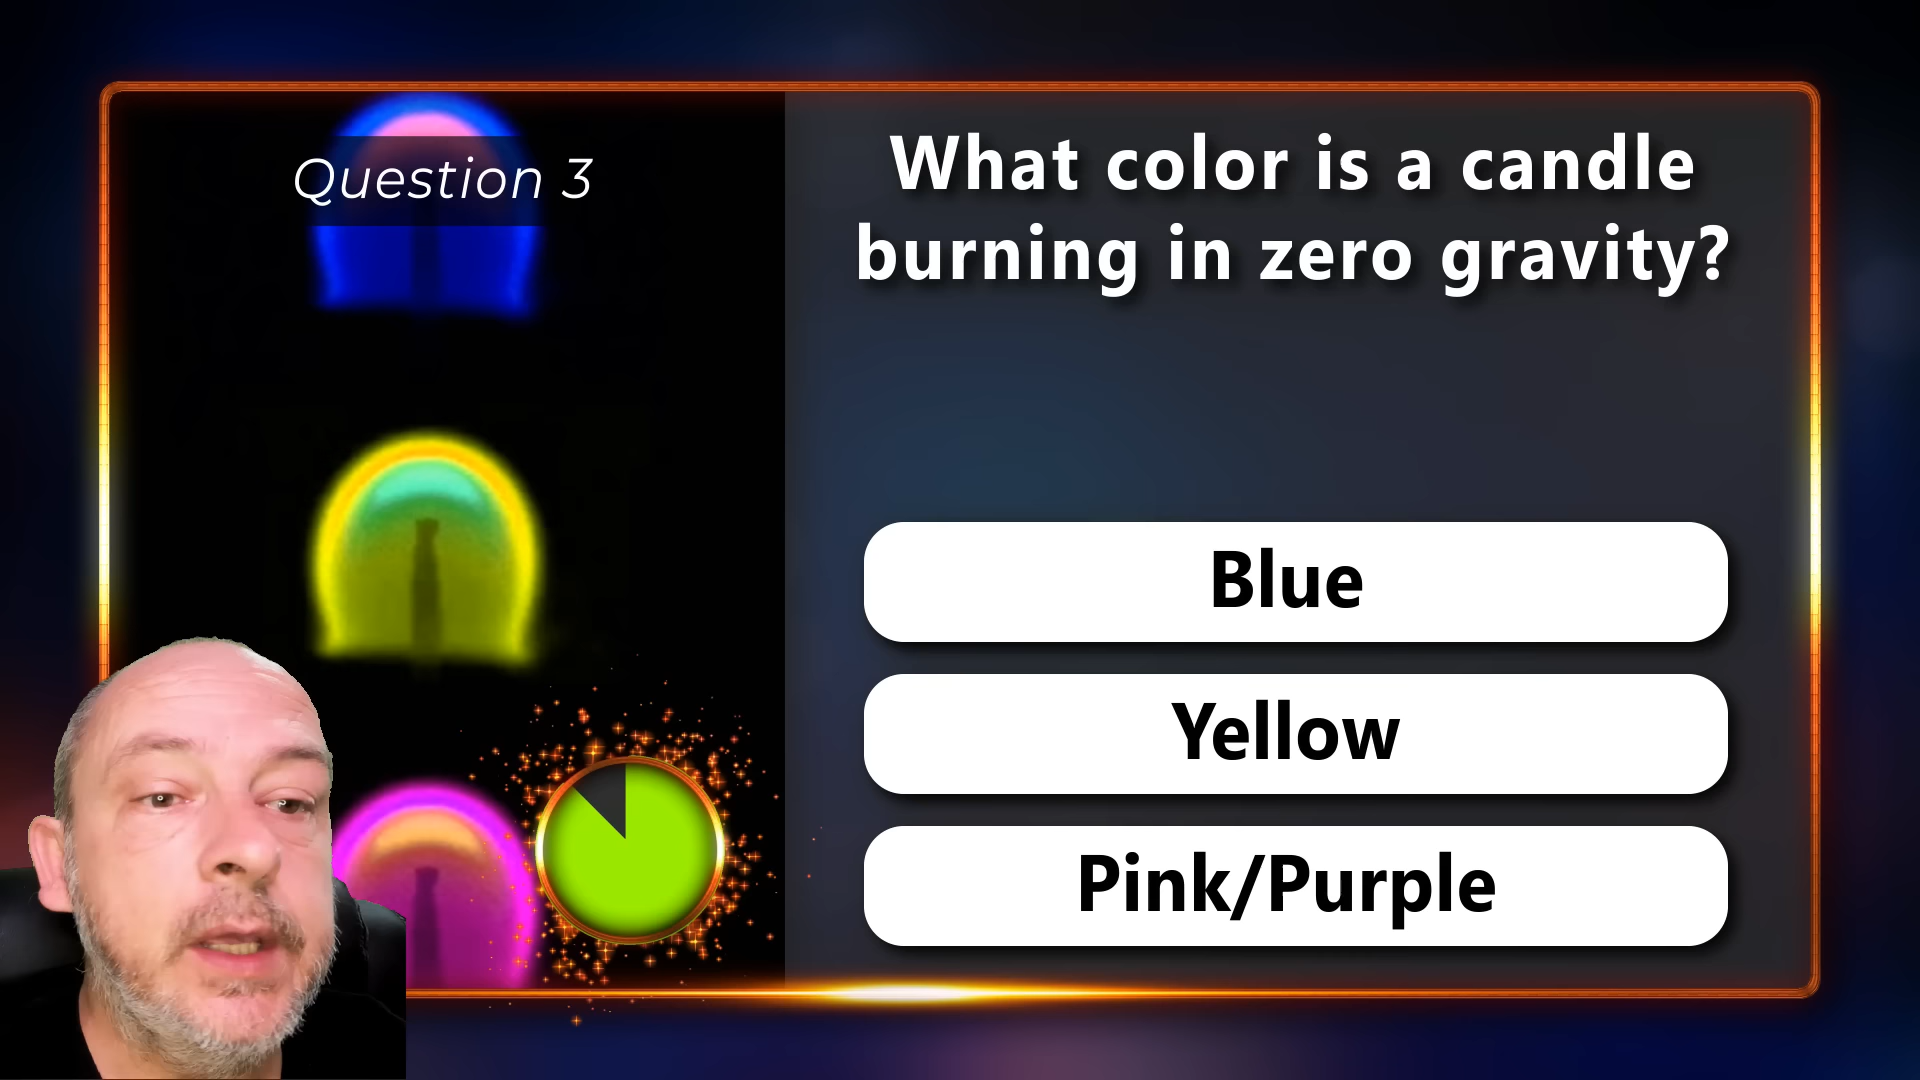 Question 3
What color is a candle
burning in zero gravity?
Blue
Yellow
Pink/Purple